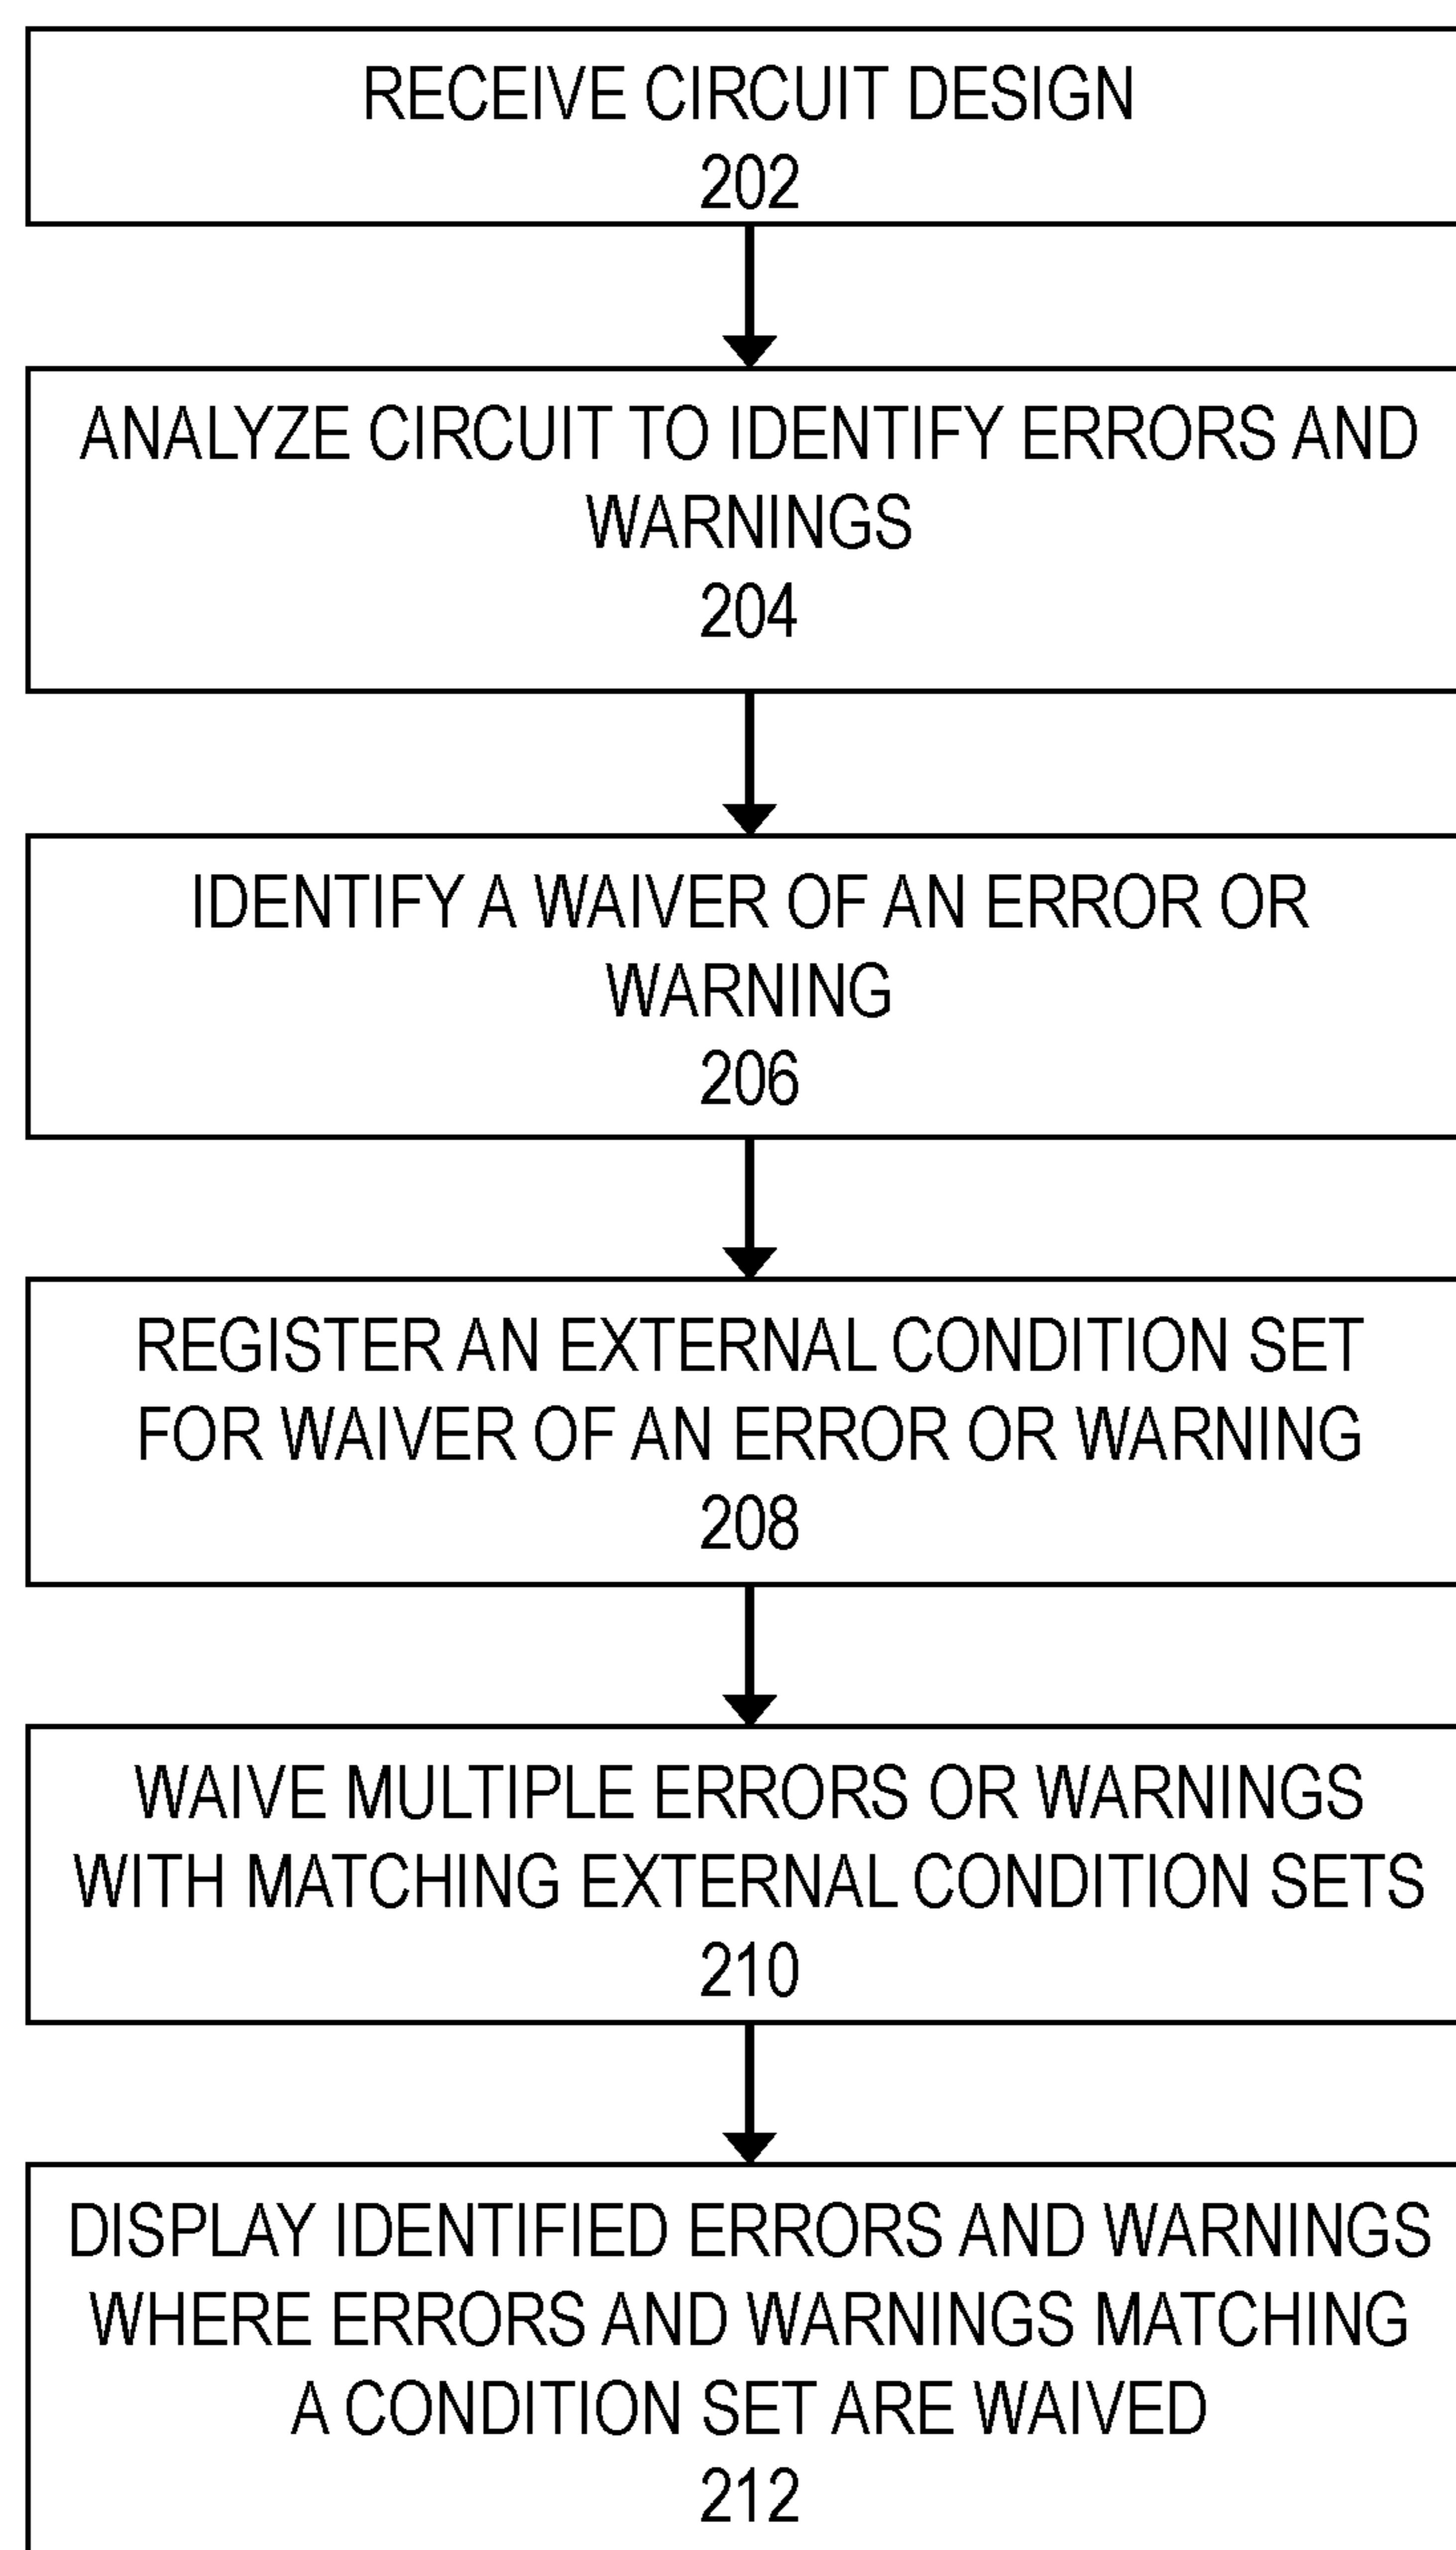 RECEIVE CIRCUIT DESIGN
202
ANALYZE CIRCUIT TO IDENTIFY ERRORS AND
WARNINGS
204
IDENTIFY A WAIVER OF AN ERROR OR
WARNING
206
REGISTER AN EXTERNAL CONDITION SET
FOR WAIVER OF AN ERROR OR WARNING
208
WAIVE MULTIPLE ERRORS OR WARNINGS
WITH MATCHING EXTERNAL CONDITION SETS
210
DISPLAY IDENTIFIED ERRORS AND WARNINGS
WHERE ERRORS AND WARNINGS MATCHING
A CONDITION SET ARE WAIVED
212